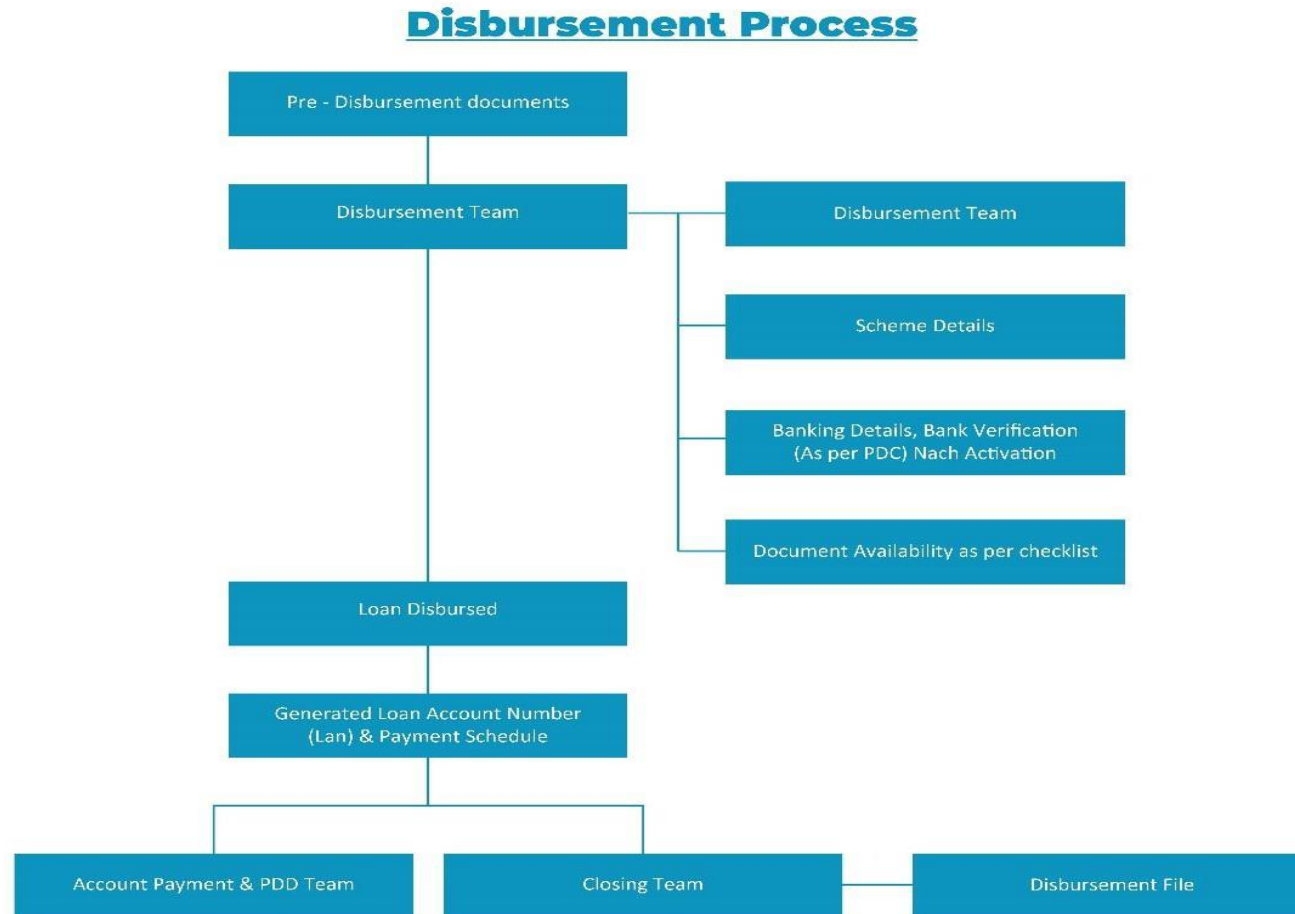 Disbursement Process
Pre - Disbursement documents
Disbursement Team
Disbursement Team
Scheme Details
Banking Details, Bank Verification
(As per PDC) Nach Activation
Document Availability as per checklist
Loan Disbursed
Generated Loan Account Number
(Lan) & Payment Schedule
Account Payment & PDD Team
Closing Team
Disbursement File